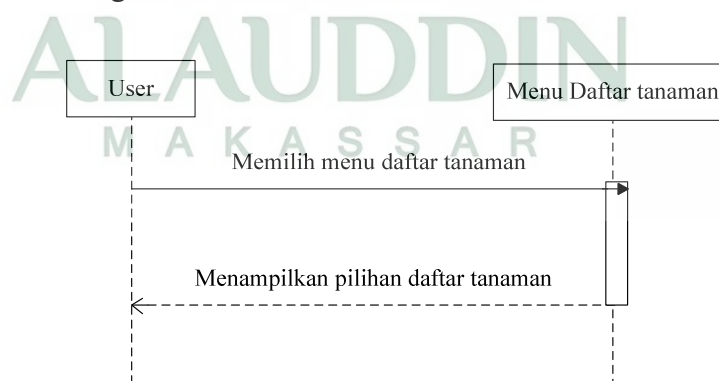 ALAUDDIN
MAKASSAR
User
Menu Daftar tanaman
Memilih menu daftar tanaman
Menampilkan pilihan daftar tanaman